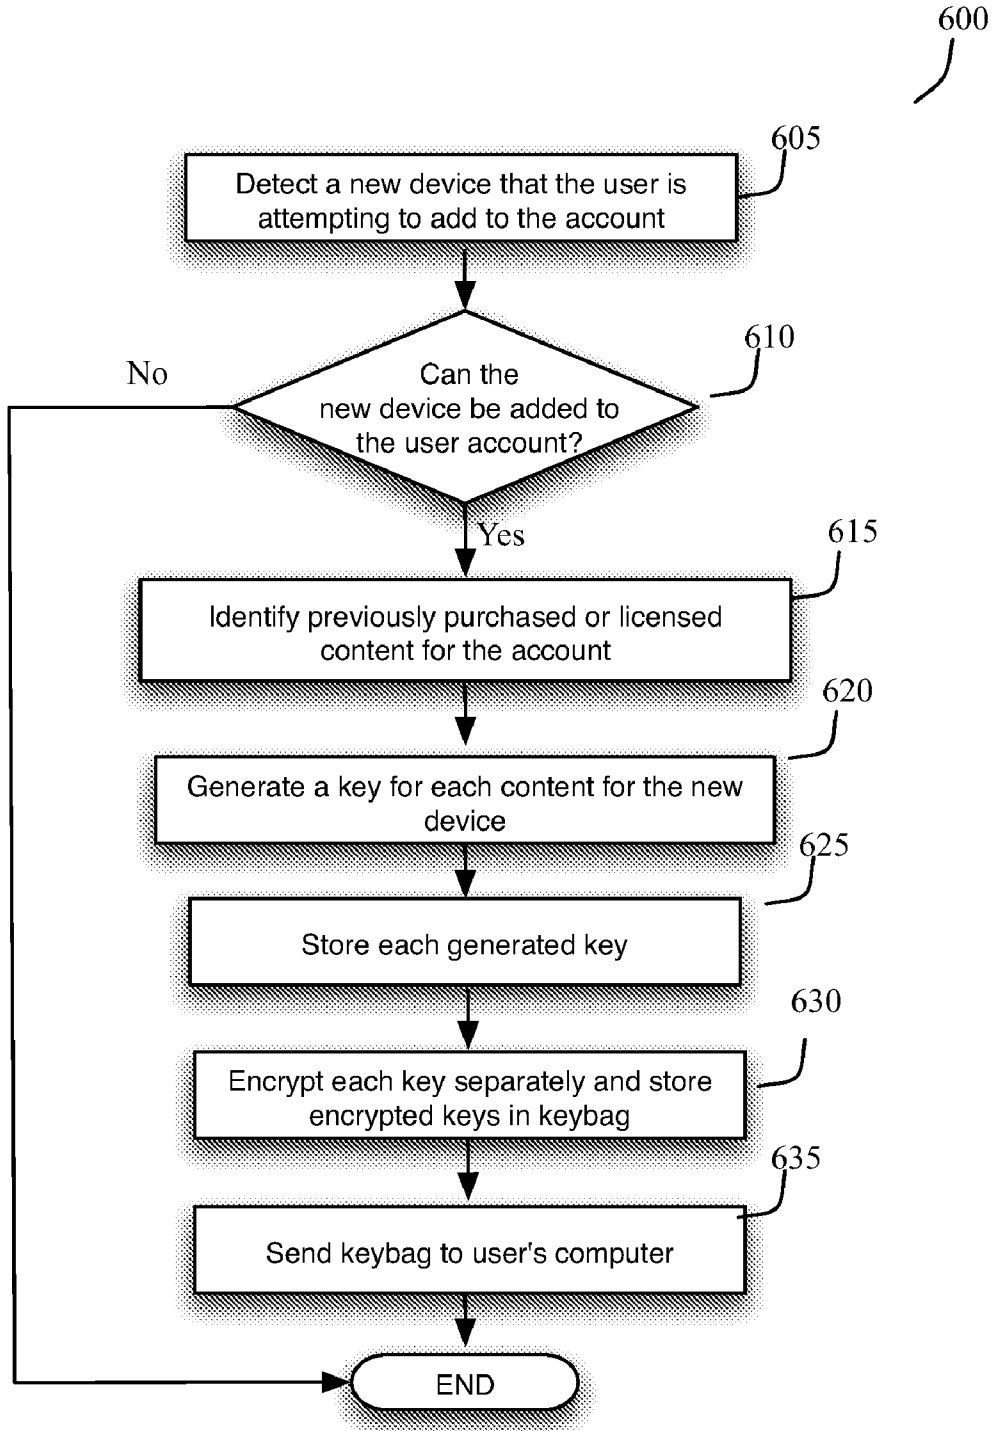 600
605
Detect a new device that the user is
attempting to add to the account
610
No
Can the
new device be added to
the user account?
Yes
615
Identify previously purchased or licensed
content for the account
620
Generate a key for each content for the new
device
625
Store each generated key
630
Encrypt each key separately and store
encrypted keys in keybag
635
Send keybag to user's computer
END